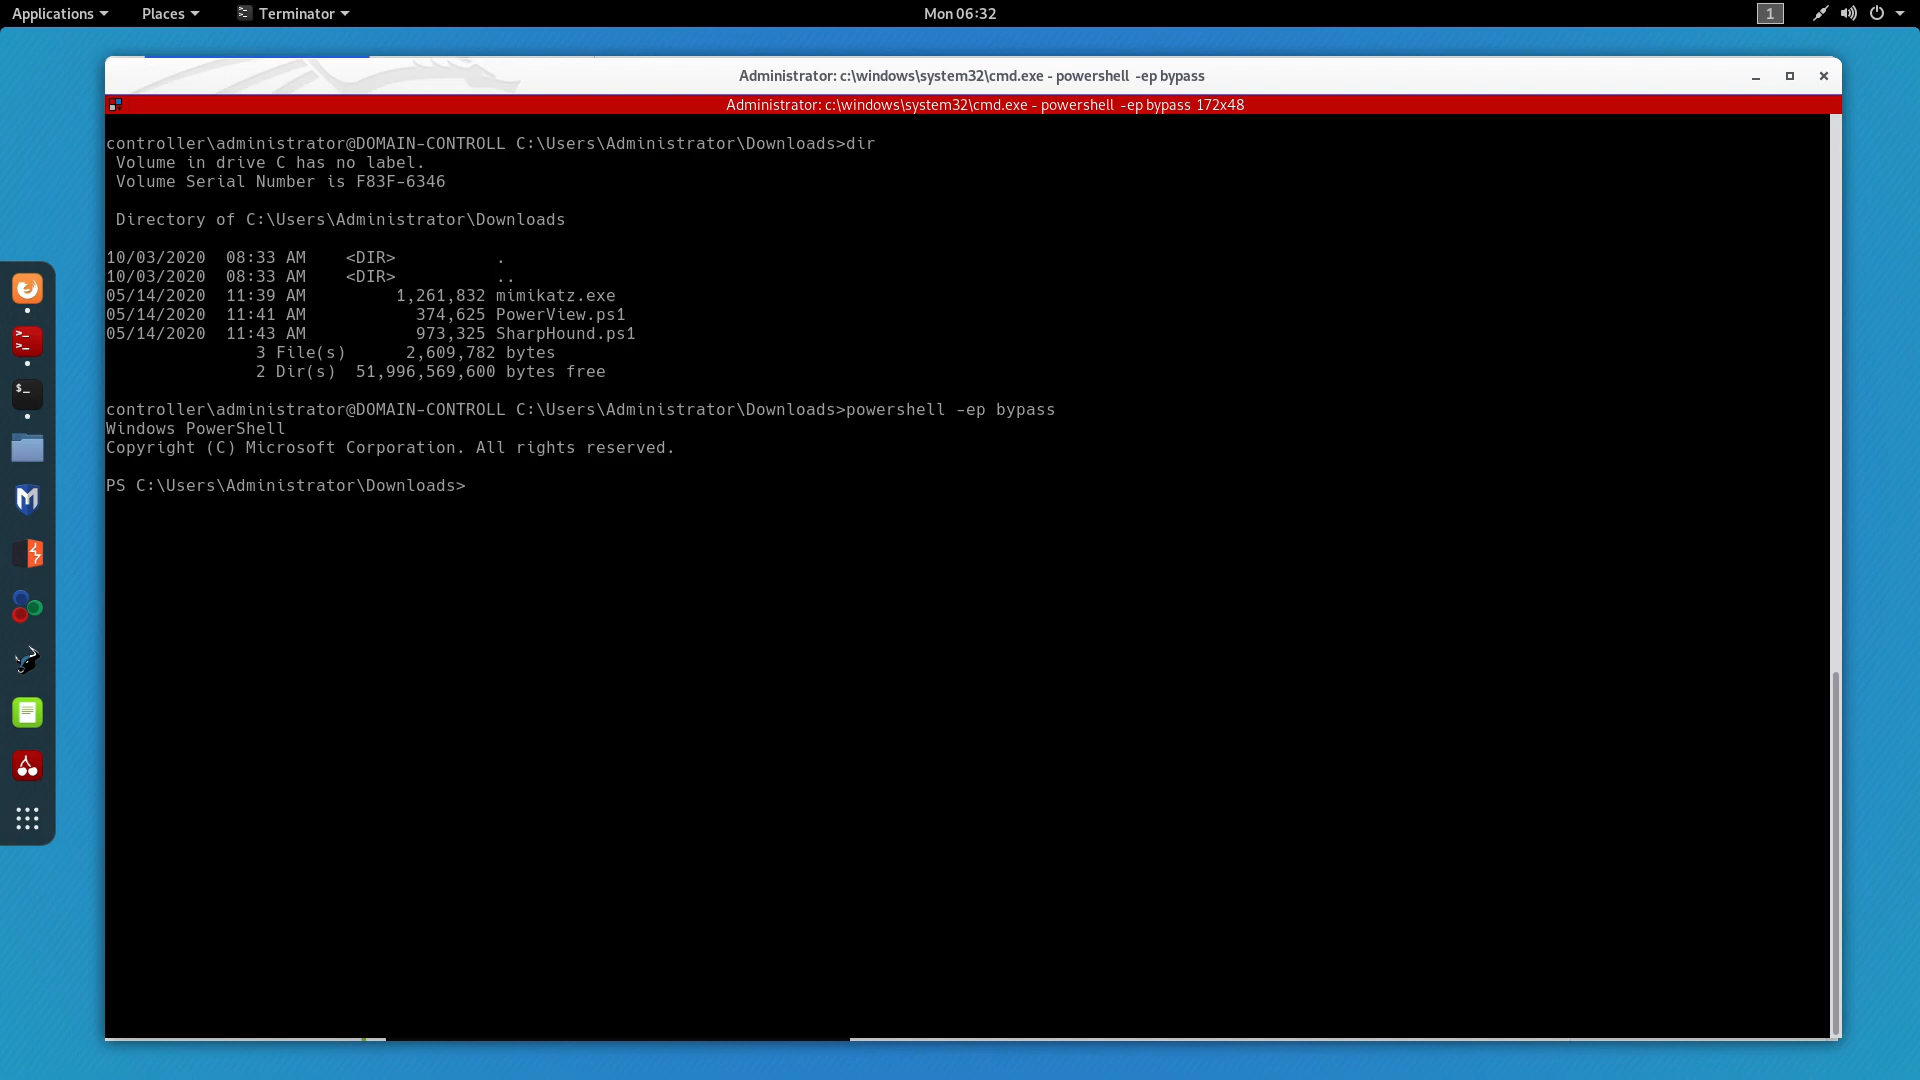 Applications Places Terminator Mon 06:32 1
Administrator: c:\windows\system32\cmd.exe - powershell -ep bypass
Administrator: c:\windows\system32\cmd.exe - powershell -ep bypass 172x48
controller\administrator@DOMAIN-CONTROLL C:\Users\Administrator\Downloads>dir
 Volume in drive C has no label.
 Volume Serial Number is F83F-6346
 Directory of C:\Users\Administrator\Downloads
10/03/2020  08:33 AM    <DIR>          .
10/03/2020  08:33 AM    <DIR>          ..
05/14/2020  11:39 AM         1,261,832 mimikatz.exe
05/14/2020  11:41 AM           374,625 PowerView.ps1
05/14/2020  11:43 AM           973,325 SharpHound.ps1
               3 File(s)      2,609,782 bytes
               2 Dir(s)  51,996,569,600 bytes free
controller\administrator@DOMAIN-CONTROLL C:\Users\Administrator\Downloads>powershell -ep bypass
Windows PowerShell
Copyright (C) Microsoft Corporation. All rights reserved.
PS C:\Users\Administrator\Downloads>